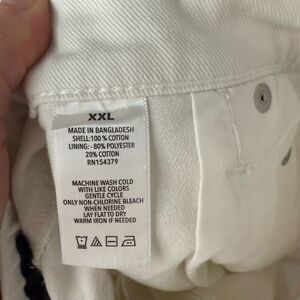 XXL
MADE IN BANGLADESH
SHELL:100 % COTTON
LINING: -80% POLYESTER
20% COTTON
RN154379
MACHINE WASH COLD
WITH LIKE COLORS
GENTLE CYCLE
ONLY NON-CHLORINE BLEACH
WHEN NEEDED
LAY FLAT TO DRY
WARM IRON IF NEEDED